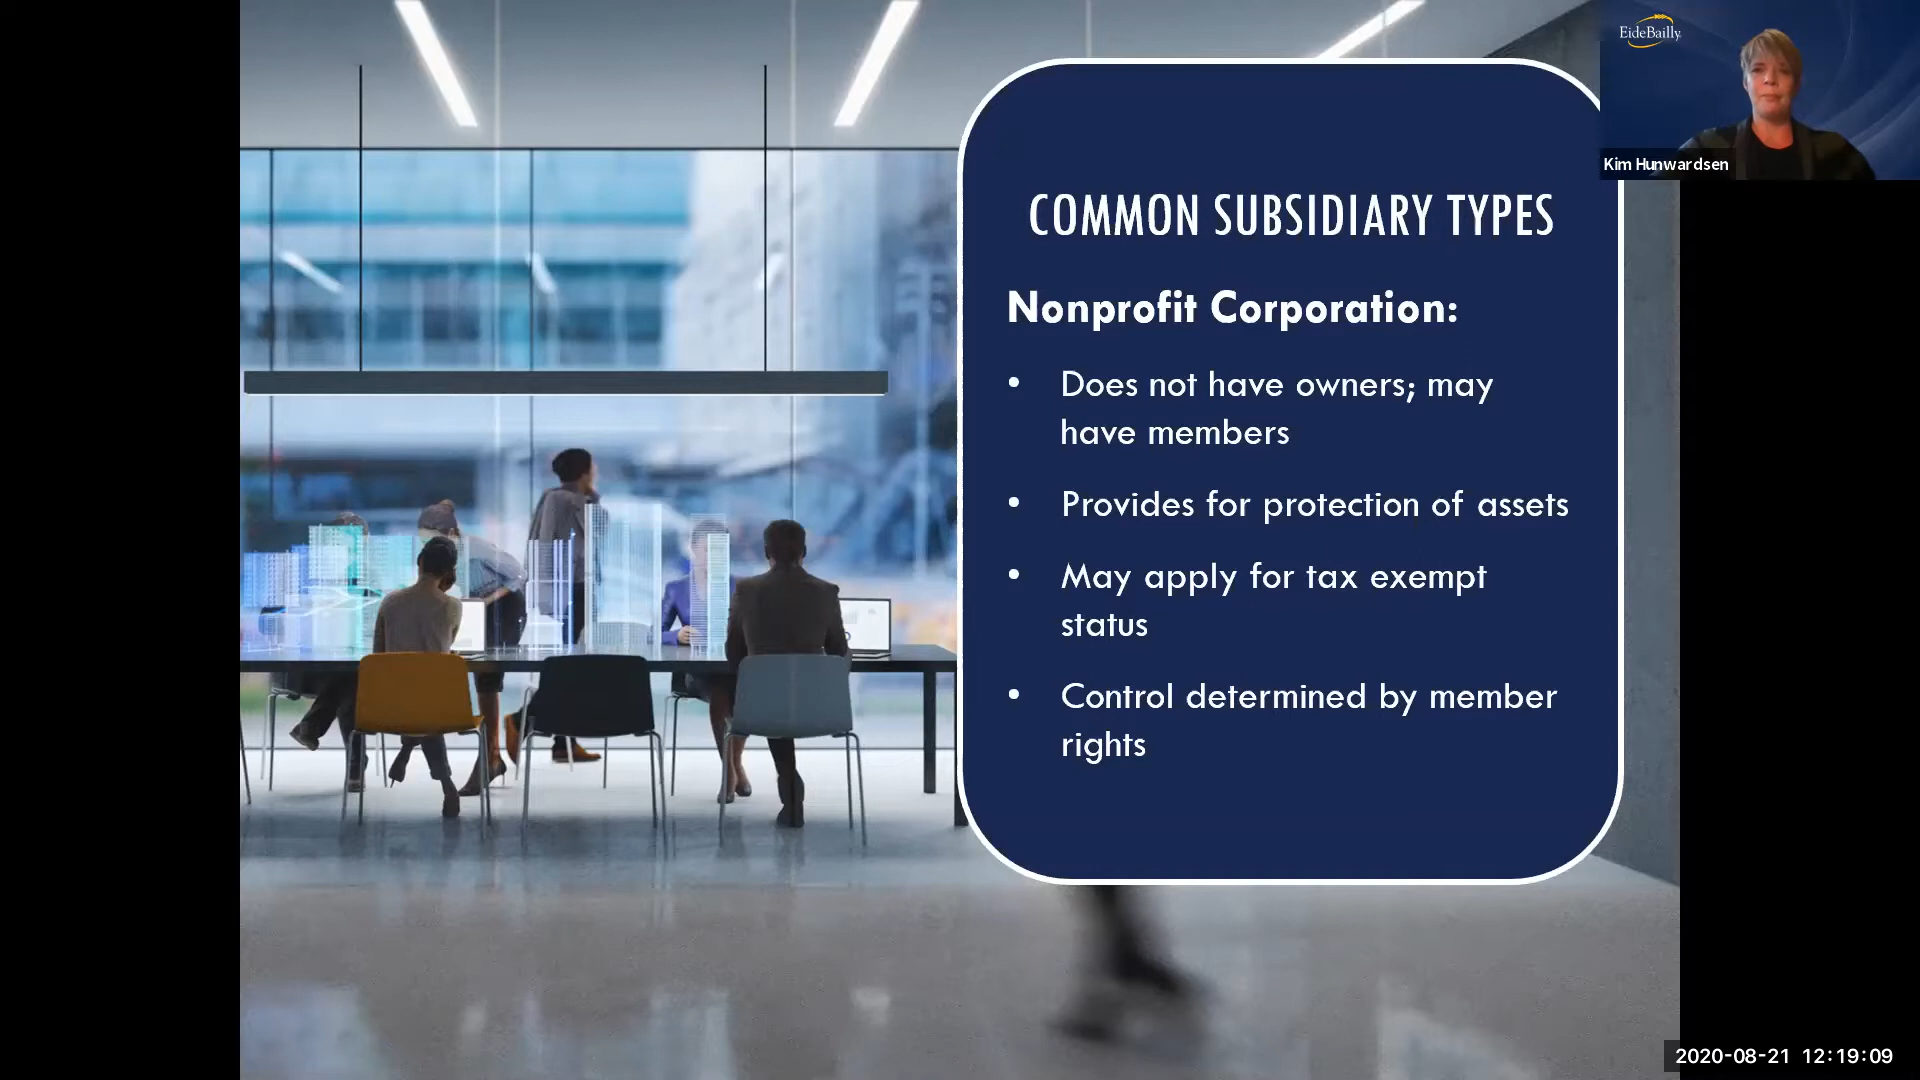 EideBailly
Kim Hunwardsen
COMMON SUBSIDIARY TYPES
Nonprofit Corporation:
• Does not have owners; may
have members
• Provides for protection of assets
• May apply for tax exempt
status
• Control determined by member
rights
2020-08-21 12:19:09